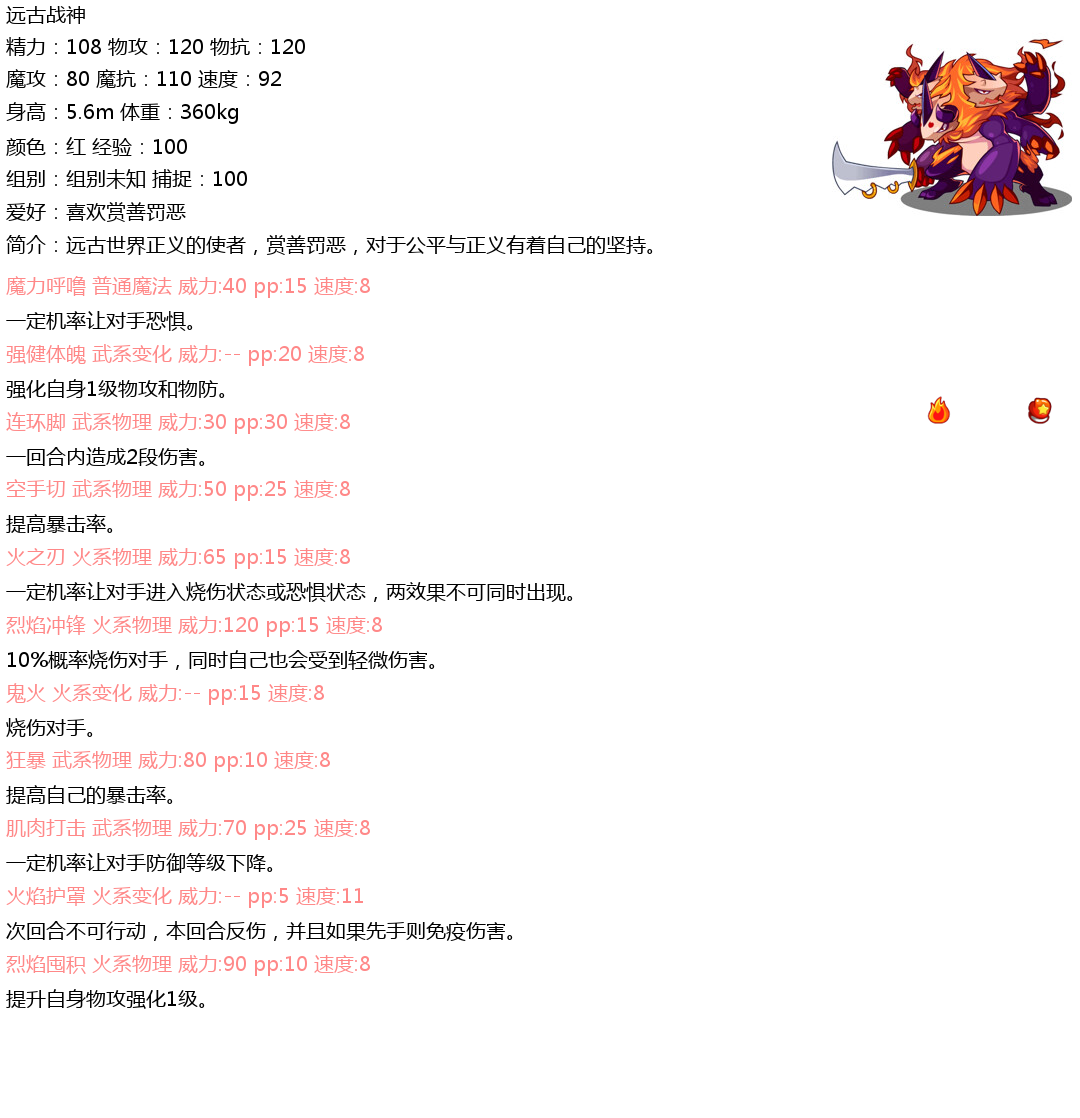 远古战神
精力：108 物攻：120 物抗：120
魔攻：80 魔抗：110 速度：92
身高：5.6m 体重：360kg
颜色：红 经验：100
组别：组别未知 捕捉：100
爱好：喜欢赏善罚恶
简介：远古世界正义的使者，赏善罚恶，对于公平与正义有着自己的坚持。
魔力呼噜 普通魔法 威力:40 pp:15 速度:8
一定机率让对手恐惧。
强健体魄 武系变化 威力:-- pp:20 速度:8
强化自身1级物攻和物防。
连环脚 武系物理 威力:30 pp:30 速度:8
一回合内造成2段伤害。
空手切 武系物理 威力:50 pp:25 速度:8
提高暴击率。
火之刃 火系物理 威力:65 pp:15 速度:8
一定机率让对手进入烧伤状态或恐惧状态，两效果不可同时出现。
烈焰冲锋 火系物理 威力:120 pp:15 速度:8
10%概率烧伤对手，同时自己也会受到轻微伤害。
鬼火 火系变化 威力:-- pp:15 速度:8
烧伤对手。
狂暴 武系物理 威力:80 pp:10 速度:8
提高自己的暴击率。
肌肉打击 武系物理 威力:70 pp:25 速度:8
一定机率让对手防御等级下降。
火焰护罩 火系变化 威力:-- pp:5 速度:11
次回合不可行动，本回合反伤，并且如果先手则免疫伤害。
烈焰囤积 火系物理 威力:90 pp:10 速度:8
提升自身物攻强化1级。